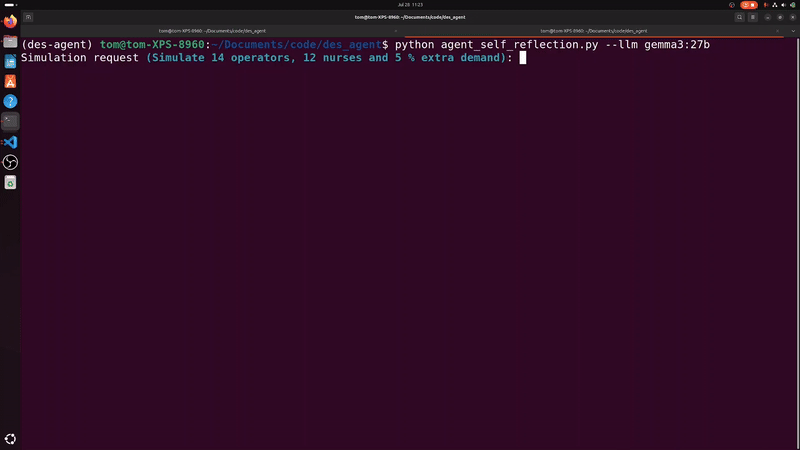 Jul 28 11:23
tom@tom-XPS-8960: ~/Documents/code/des_agent
tom@tom-XPS-8960: ~/Documents/code/des_agent
tom@tom-XPS-8960: ~/Documents/code/des_agent
(des-agent) tom@tom-XPS-8960:~/Documents/code/des_agent$ python agent_self_reflection.py --llm gemma3:27b
Simulation request (Simulate 14 operators, 12 nurses and 5 % extra demand):